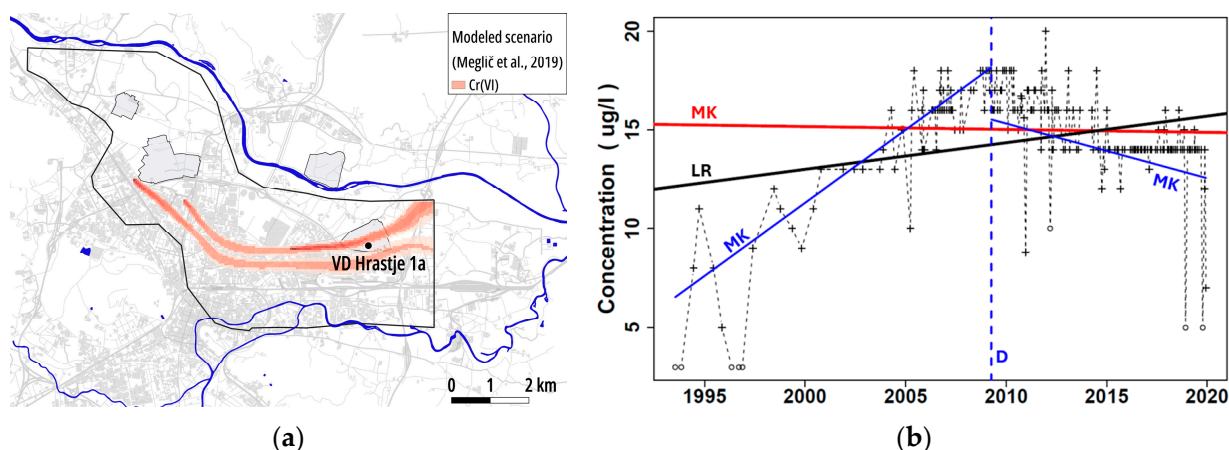 Modeled scenario
(Meglič et al., 2019)
Cr(VI)
VD Hrastje 1a
0 1 2 km
(a)
Concentration ( ug/l )
20
15
10
5
MK
LR
MK
MK
D
1995 2000 2005 2010 2015 2020
(b)